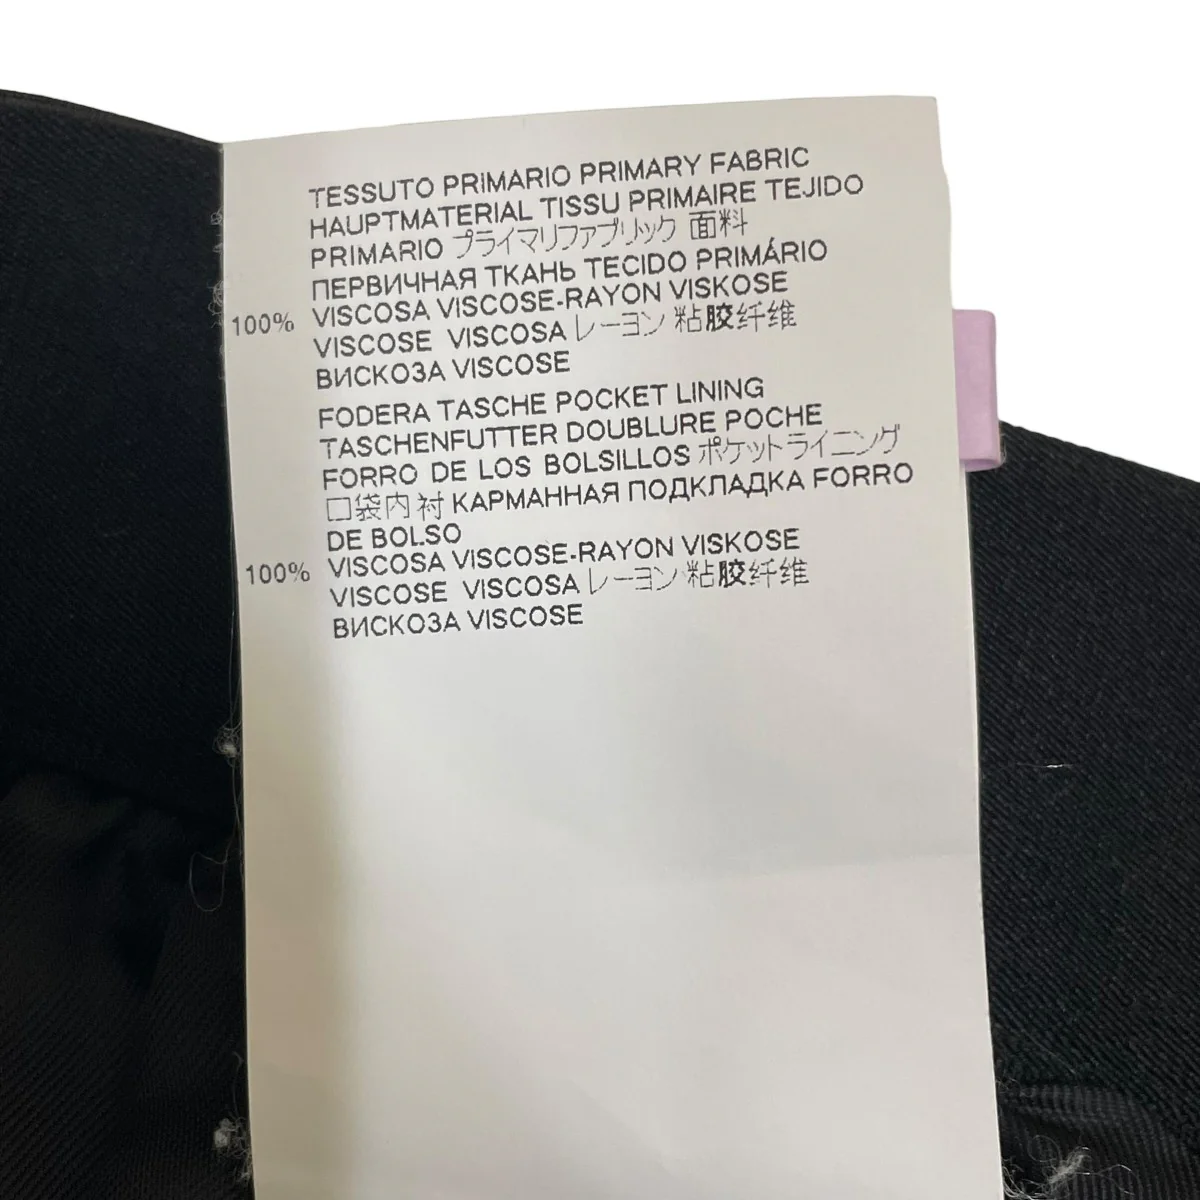 TESSUTO PRIMARIO PRIMARY FABRIC
HAUPTMATERIAL TISSU PRIMAIRE TEJIDO
PRIMARIO プライマリファブリック 面料
ПЕРВИЧНАЯ ТКАНЬ TECIDO PRIMÁRIO
100% VISCOSA VISCOSE-RAYON VISKOSE
VISCOSE VISCOSA レーヨン 粘胶纤维
ВИСКОЗА VISCOSE
FODERA TASCHE POCKET LINING
TASCHENFUTTER DOUBLURE POCHE
FORRO DE LOS BOLSILLOS ポケットライニング
口袋内衬 КАРМАННАЯ ПОДКЛАДКА FORRO
DE BOLSO
100% VISCOSA VISCOSE-RAYON VISKOSE
VISCOSE VISCOSA レーヨン 粘胶纤维
ВИСКОЗА VISCOSE